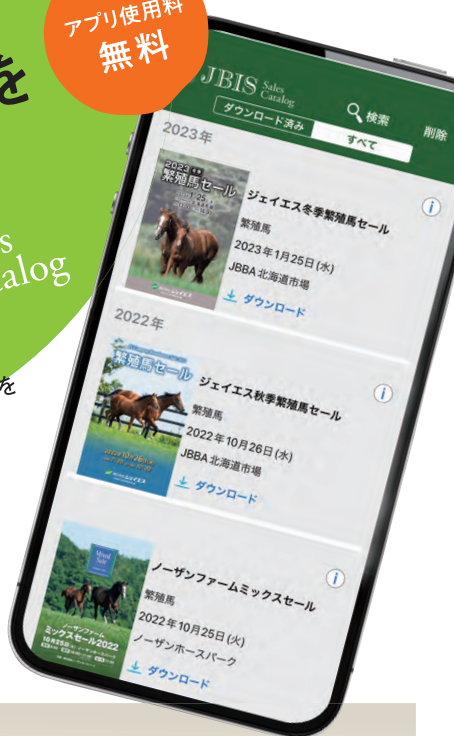 アプリ使用料
無料
を
JBIS Sales Catalog
検索
削除
ダウンロード済み
すべて
2023年
2023
繁殖馬セール
ジェイエス冬季繁殖馬セール
繁殖馬
2023年1月25日(水)
JBBA 北海道市場
ダウンロード
alog
2022年
を
繁殖馬セール
ジェイエス秋季繁殖馬セール
繁殖馬
2022年10月26日(水)
JBBA 北海道市場
ダウンロード
Mixed Sale
ノーザンファーム
ミックスセール2022
10月25日
ノーザンファームミックスセール
繁殖馬
2022年10月25日(火)
ノーザンホースパーク
ダウンロード